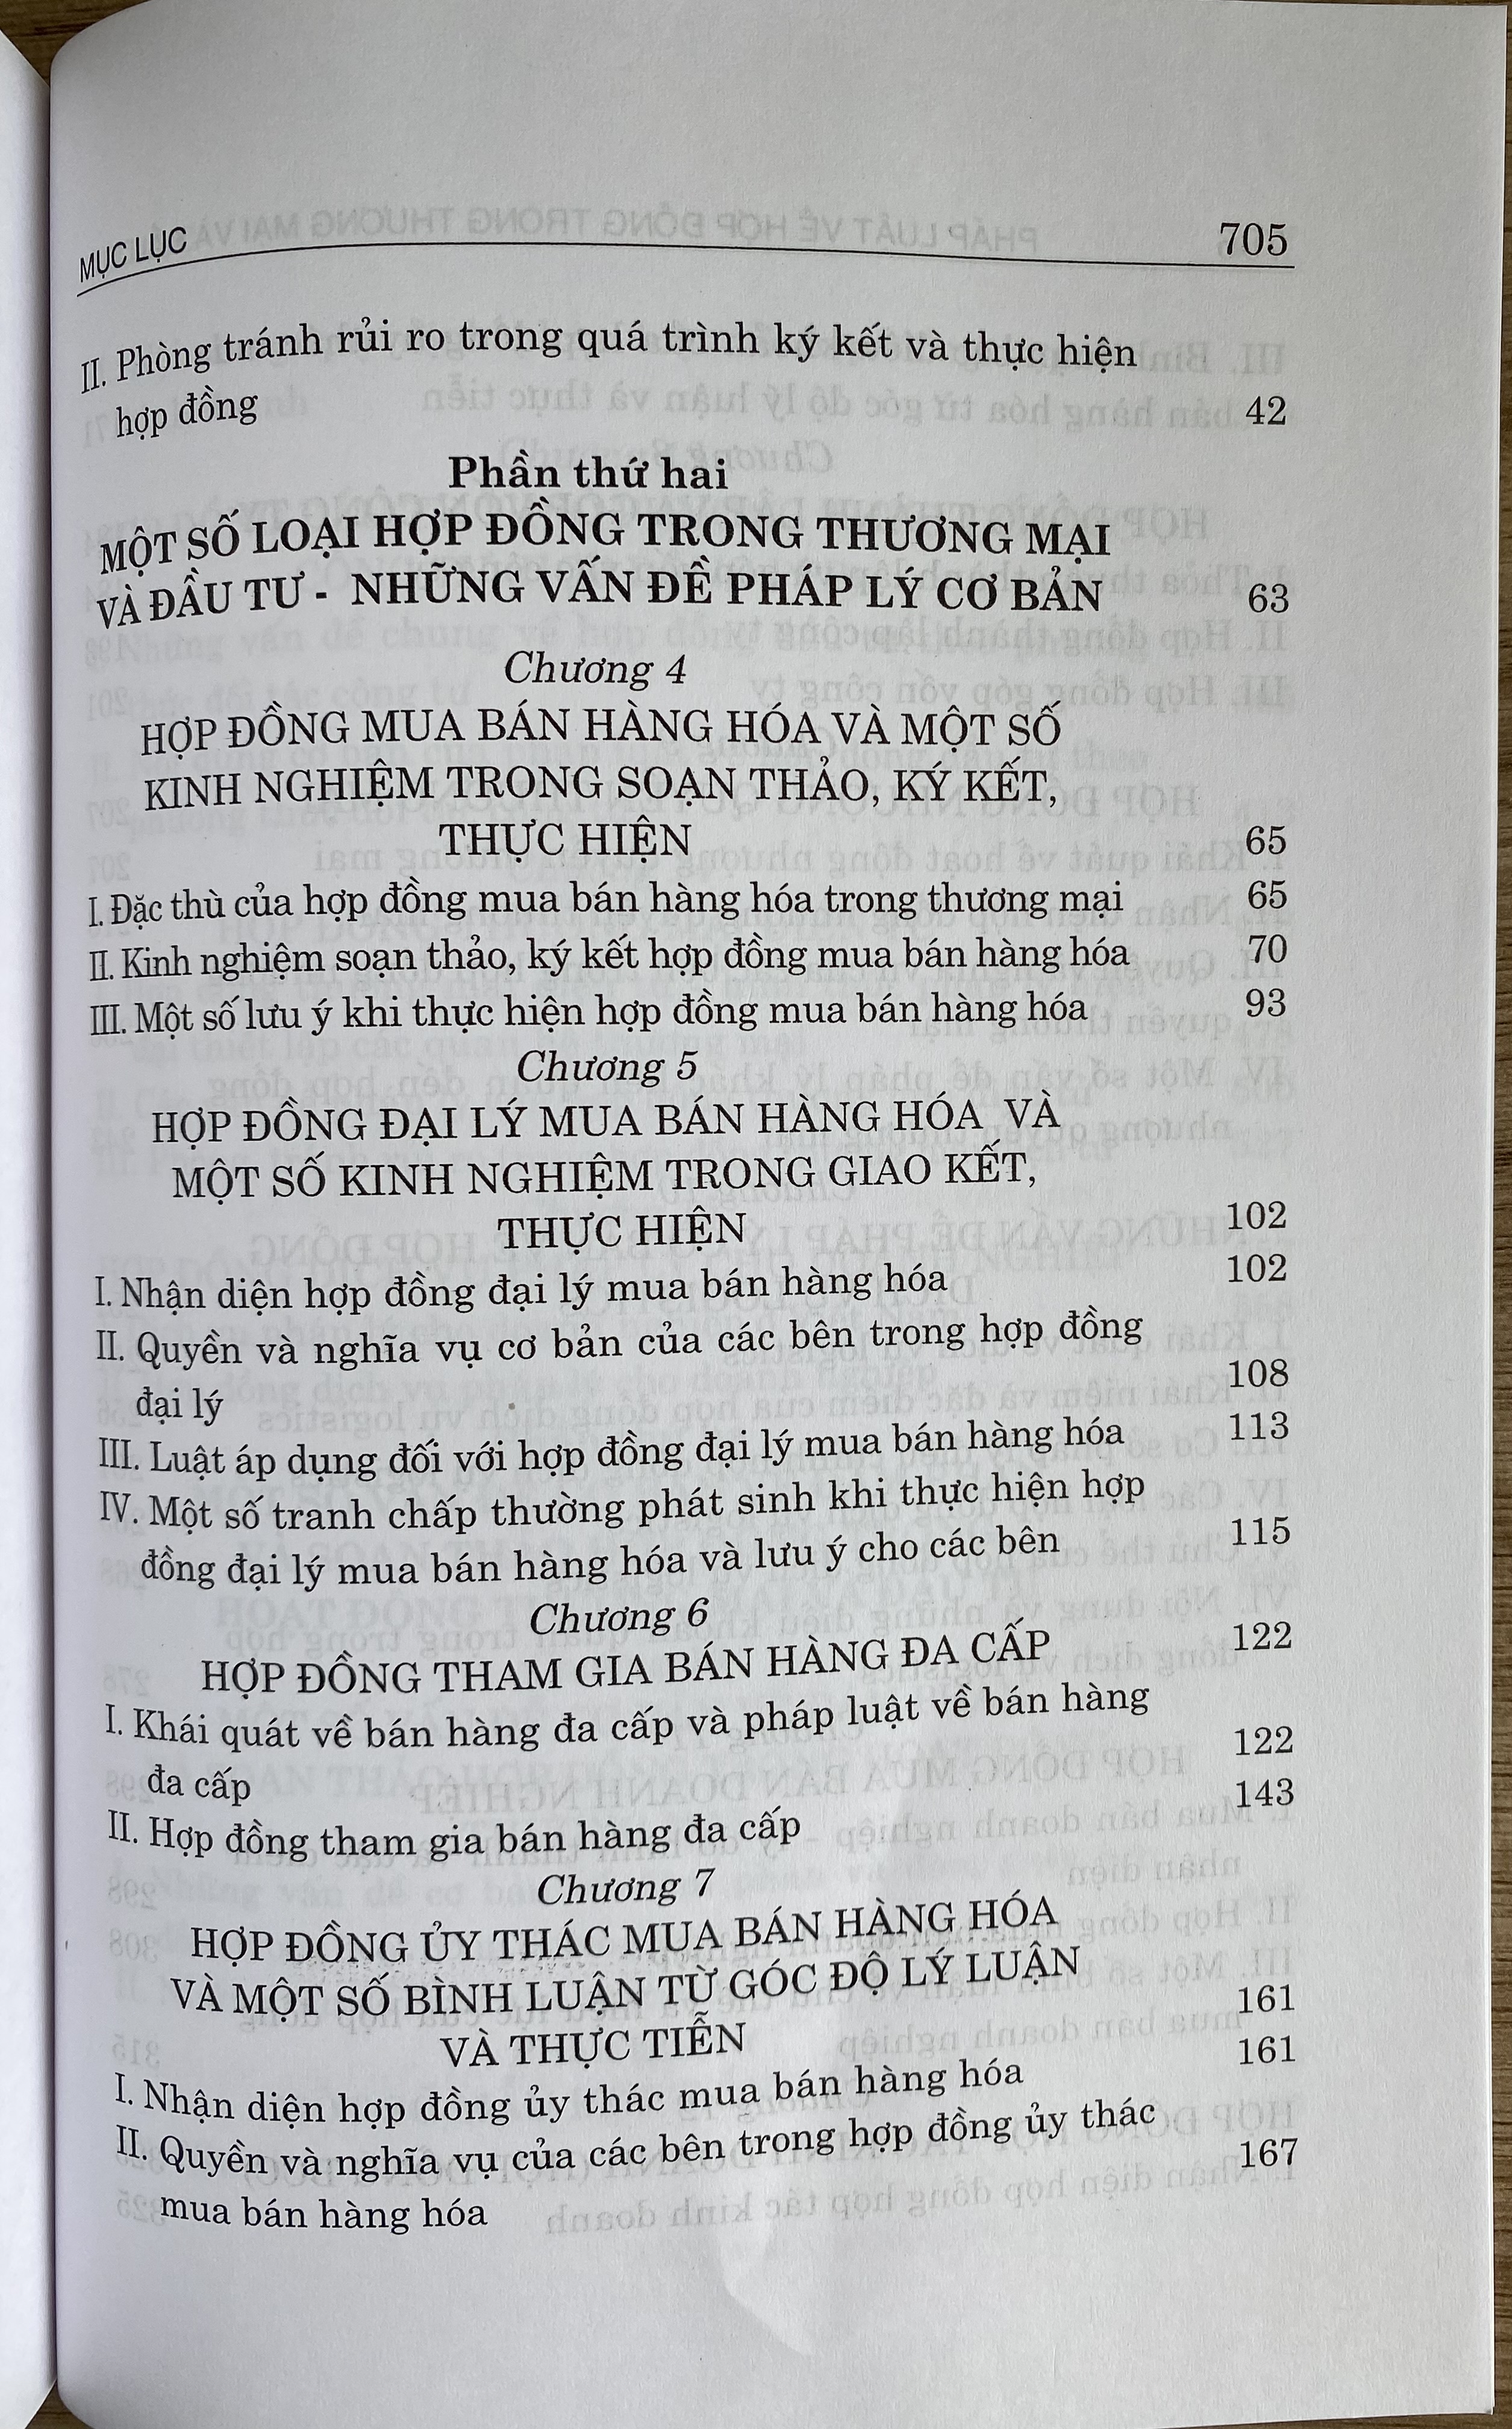 MỤC LỤC 705
II. Phòng tránh rủi ro trong quá trình ký kết và thực hiện
hợp đồng 42
Phần thứ hai
MỘT SỐ LOẠI HỢP ĐỒNG TRONG THƯƠNG MẠI
VÀ ĐẦU TƯ - NHỮNG VẤN ĐỀ PHÁP LÝ CƠ BẢN 63
Chương 4
HỢP ĐỒNG MUA BÁN HÀNG HÓA VÀ MỘT SỐ
KINH NGHIỆM TRONG SOẠN THẢO, KÝ KẾT,
THỰC HIỆN 65
I. Đặc thù của hợp đồng mua bán hàng hóa trong thương mại 65
II. Kinh nghiệm soạn thảo, ký kết hợp đồng mua bán hàng hóa 70
III. Một số lưu ý khi thực hiện hợp đồng mua bán hàng hóa 93
Chương 5
HỢP ĐỒNG ĐẠI LÝ MUA BÁN HÀNG HÓA VÀ
MỘT SỐ KINH NGHIỆM TRONG GIAO KẾT,
THỰC HIỆN 102
I. Nhận diện hợp đồng đại lý mua bán hàng hóa 102
II. Quyền và nghĩa vụ cơ bản của các bên trong hợp đồng
đại lý 108
III. Luật áp dụng đối với hợp đồng đại lý mua bán hàng hóa 113
IV. Một số tranh chấp thường phát sinh khi thực hiện hợp
đồng đại lý mua bán hàng hóa và lưu ý cho các bên 115
Chương 6
HỢP ĐỒNG THAM GIA BÁN HÀNG ĐA CẤP 122
I. Khái quát về bán hàng đa cấp và pháp luật về bán hàng
đa cấp 122
II. Hợp đồng tham gia bán hàng đa cấp 143
Chương 7
HỢP ĐỒNG ỦY THÁC MUA BÁN HÀNG HÓA
VÀ MỘT SỐ BÌNH LUẬN TỪ GÓC ĐỘ LÝ LUẬN
VÀ THỰC TIỄN 161
I. Nhận diện hợp đồng ủy thác mua bán hàng hóa 161
II. Quyền và nghĩa vụ của các bên trong hợp đồng ủy thác
mua bán hàng hóa 167